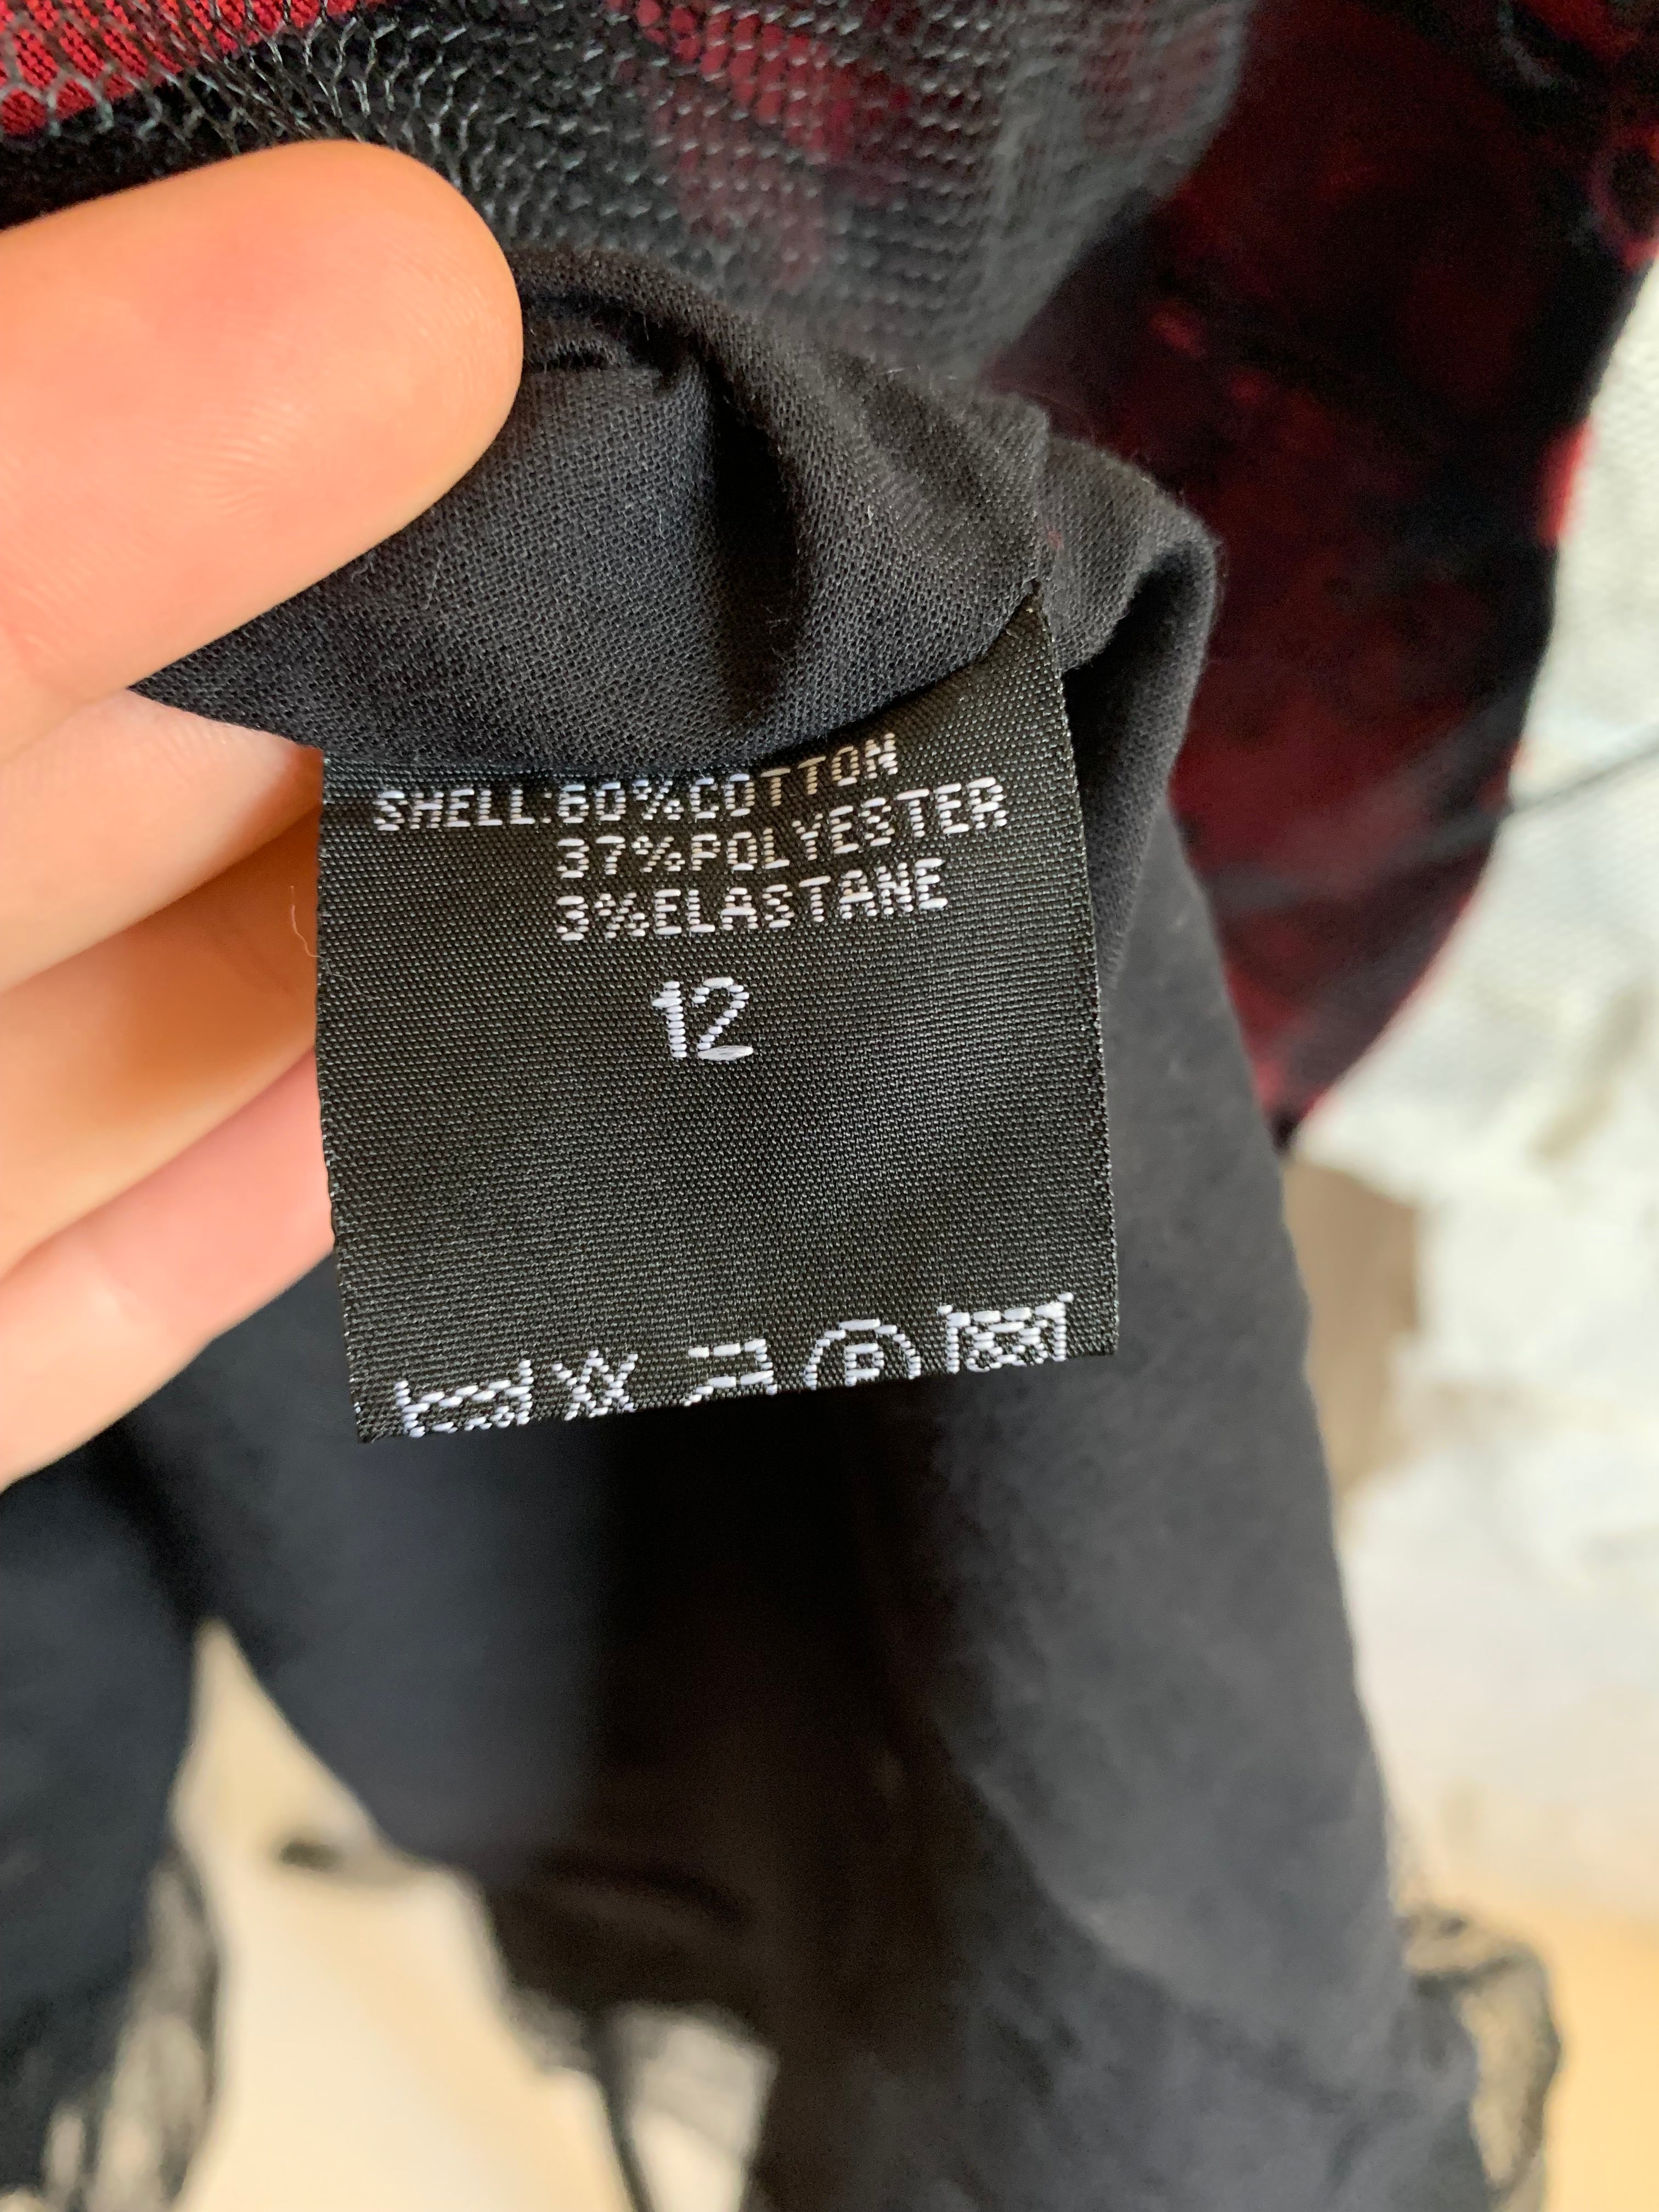 SHELL:60%COTTON
37%POLYESTER
3%ELASTANE
12
P